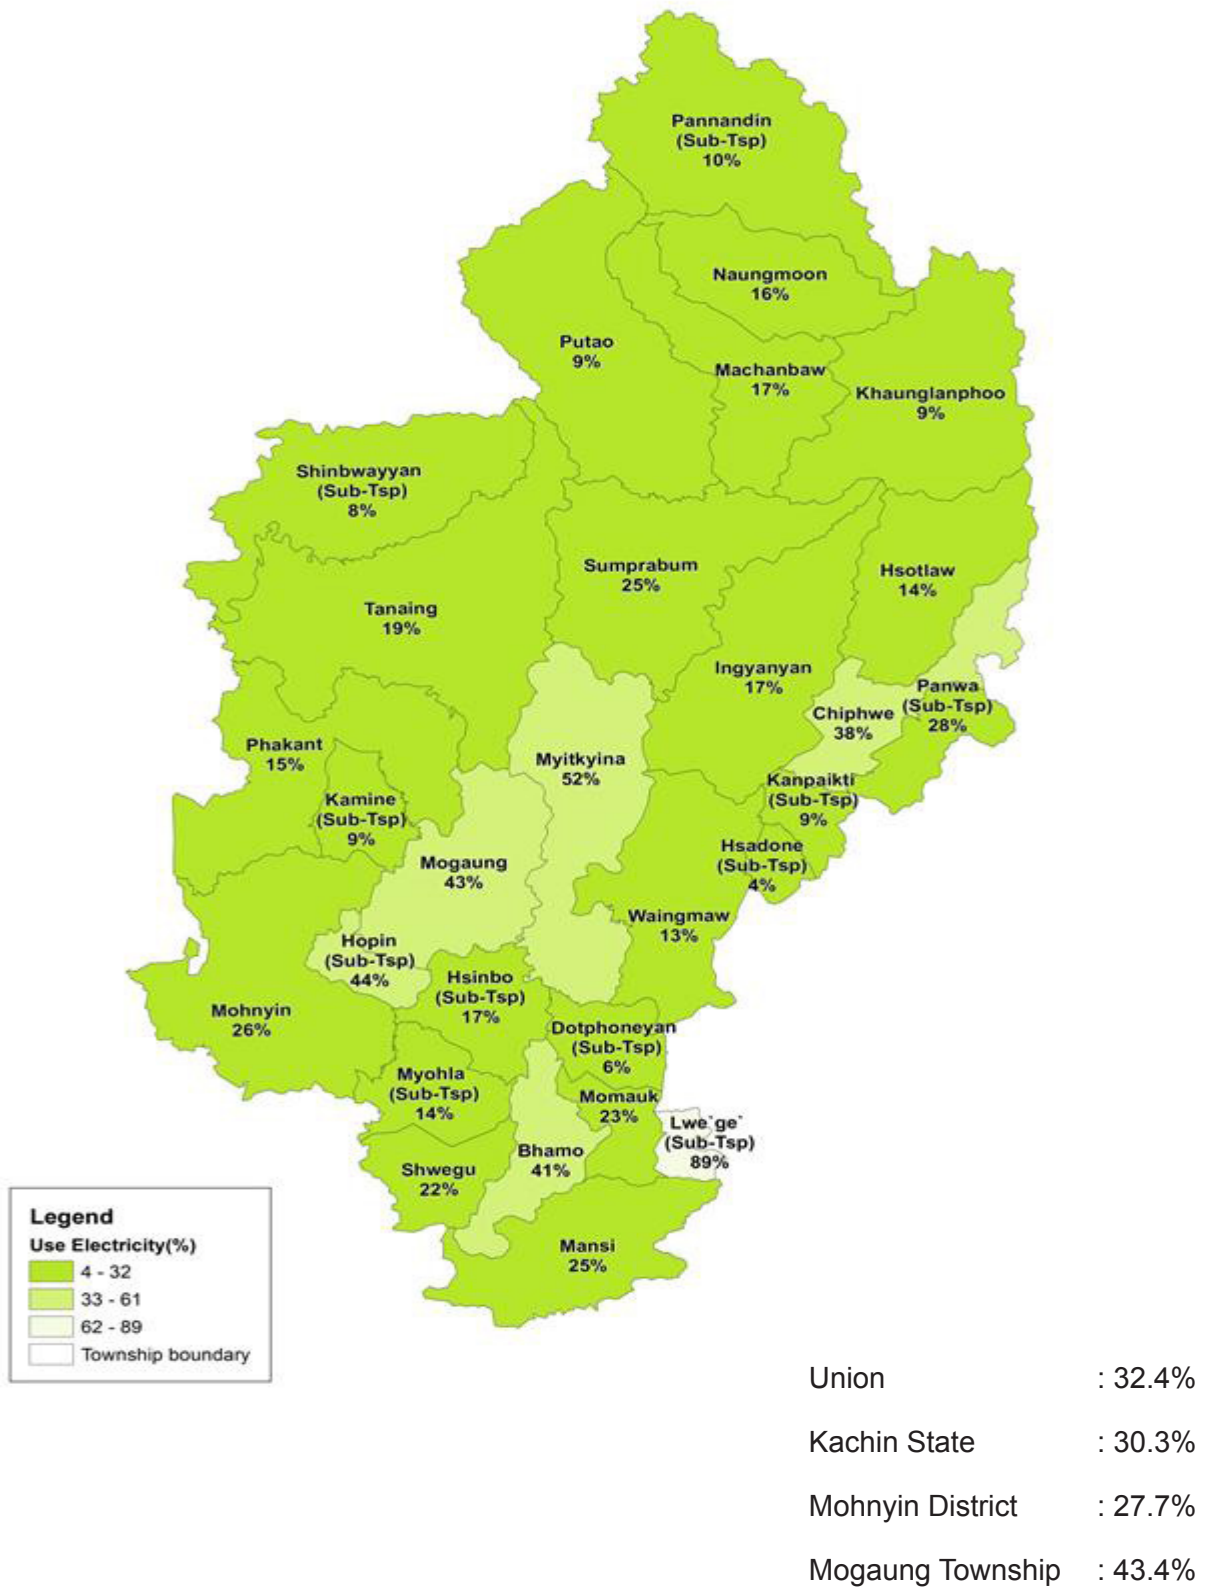 Pannandin
(Sub-Tsp)
10%
Naungmoon
16%
Putao
9%
Machanbaw
17%
Khaunglanphoo
9%
Shinbwayyan
(Sub-Tsp)
8%
Sumprabum
25%
Hsotlaw
14%
Tanaing
19%
Ingyanyan
17%
Panwa
(Sub-Tsp)
28%
Chiphwe
38%
Phakant
15%
Myitkyina
52%
Kanpaikti
(Sub-Tsp)
9%
Kamine
(Sub-Tsp)
9%
Hsadone
(Sub-Tsp)
4%
Mogaung
43%
Waingmaw
13%
Hopin
(Sub-Tsp)
44%
Hsinbo
(Sub-Tsp)
17%
Mohnyin
26%
Dotphoneyan
(Sub-Tsp)
6%
Myohla
(Sub-Tsp)
14%
Momauk
23%
Lwe`ge`
(Sub-Tsp)
89%
Bhamo
41%
Shwegu
22%
Mansi
25%
Legend
Use Electricity(%)
4 - 32
33 - 61
62 - 89
Township boundary
Union : 32.4%
Kachin State : 30.3%
Mohnyin District : 27.7%
Mogaung Township : 43.4%